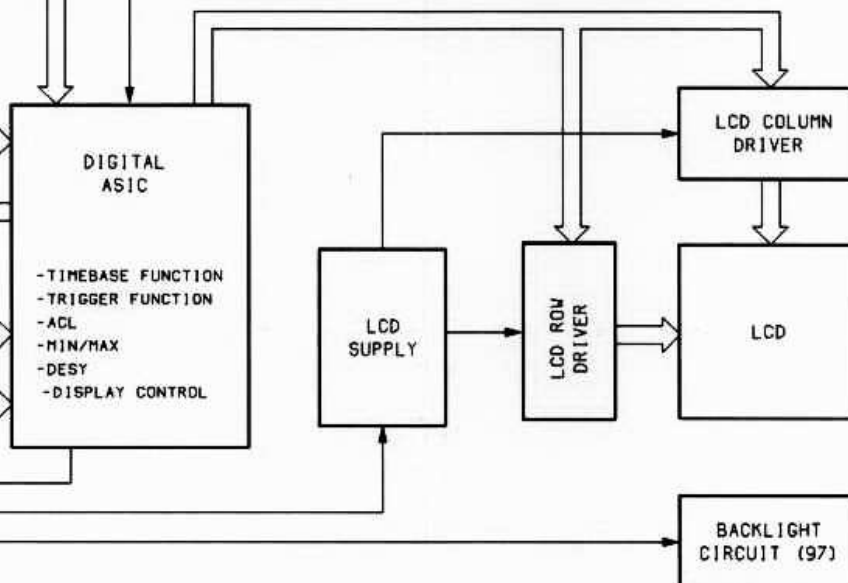 DIGITAL
ASIC
-TIMEBASE FUNCTION
-TRIGGER FUNCTION
-ACL
-MIN/MAX
-DESY
-DISPLAY CONTROL
LCD
SUPPLY
LCD ROW
DRIVER
LCD COLUMN
DRIVER
LCD
BACKLIGHT
CIRCUIT (97)